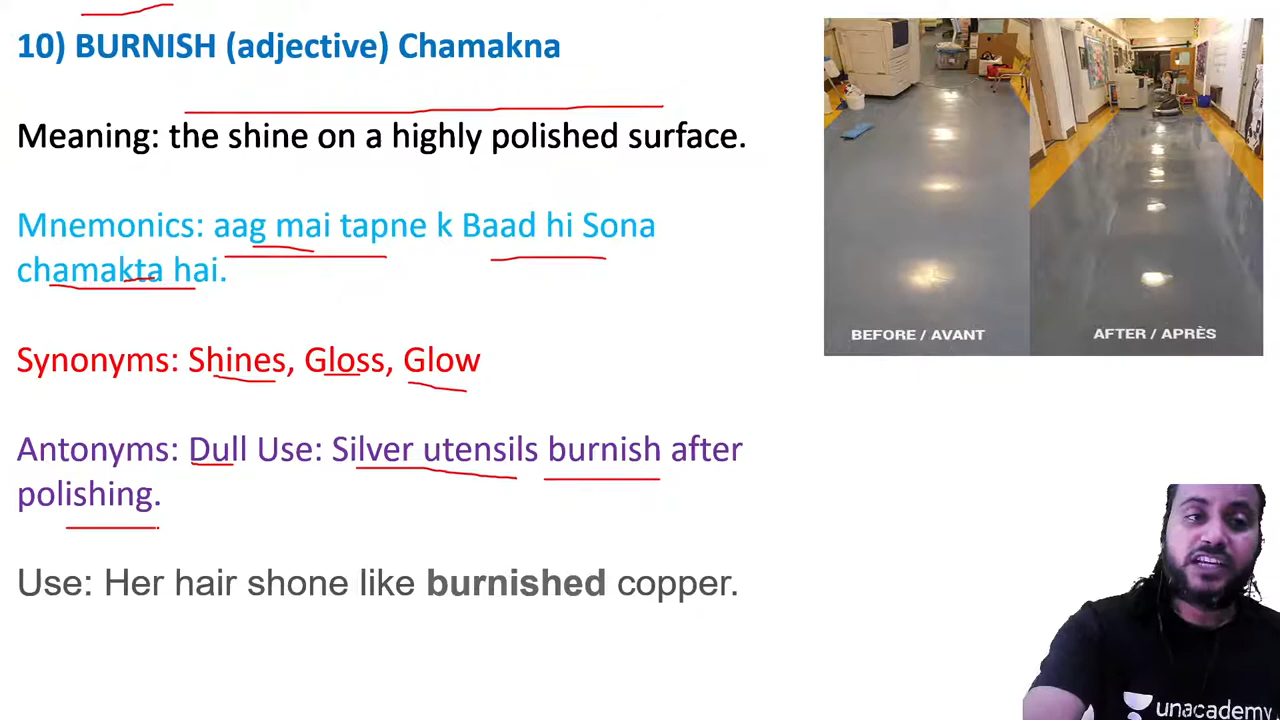 10) BURNISH (adjective) Chamakna
Meaning: the shine on a highly polished surface.
Mnemonics: aag mai tapne k Baad hi Sona
chamakta hai.
Synonyms: Shines, Gloss, Glow
Antonyms: Dull Use: Silver utensils burnish after
polishing.
Use: Her hair shone like burnished copper.
BEFORE / AVANT
AFTER / APRÈS
unacademy